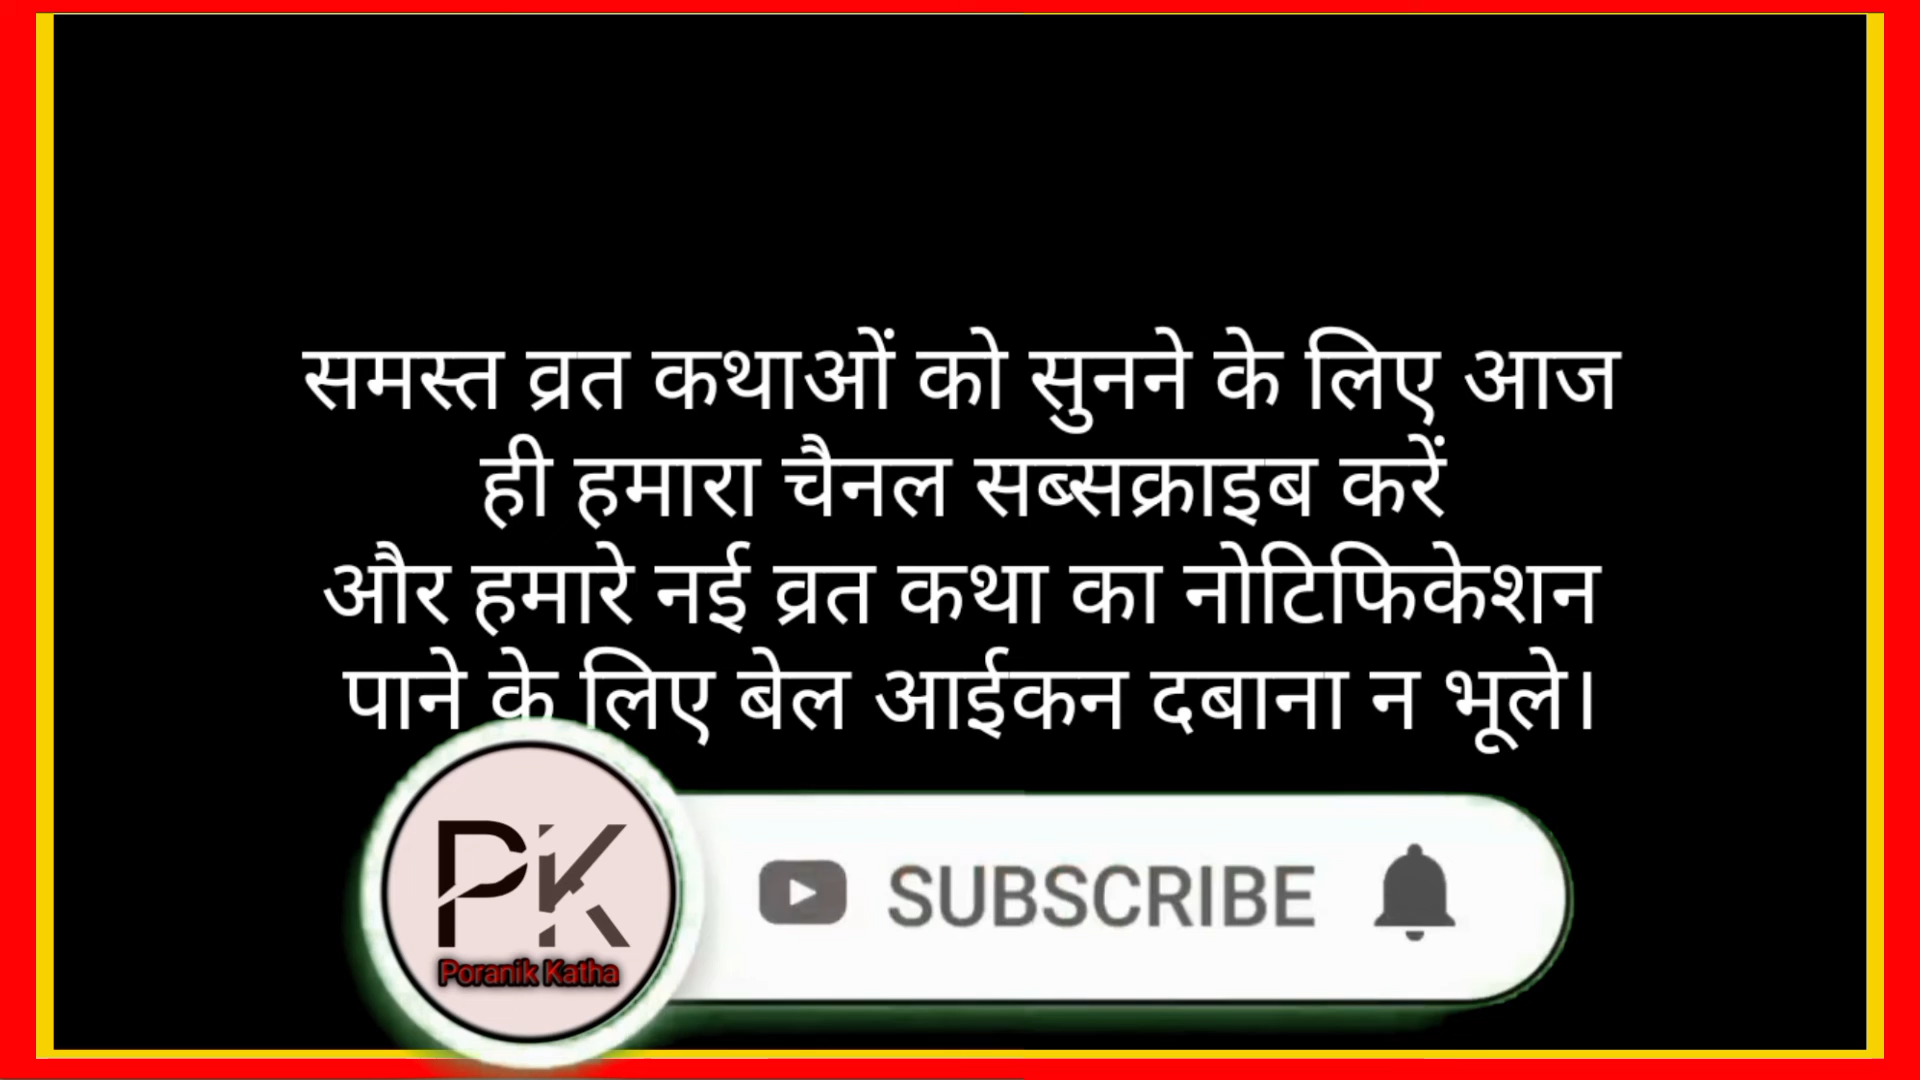 समस्त व्रत कथाओं को सुनने के लिए आज
ही हमारा चैनल सब्सक्राइब करें
और हमारे नई व्रत कथा का नोटिफिकेशन
पाने के लिए बेल आईकन दबाना न भूले।
PK
Poranik Katha
SUBSCRIBE